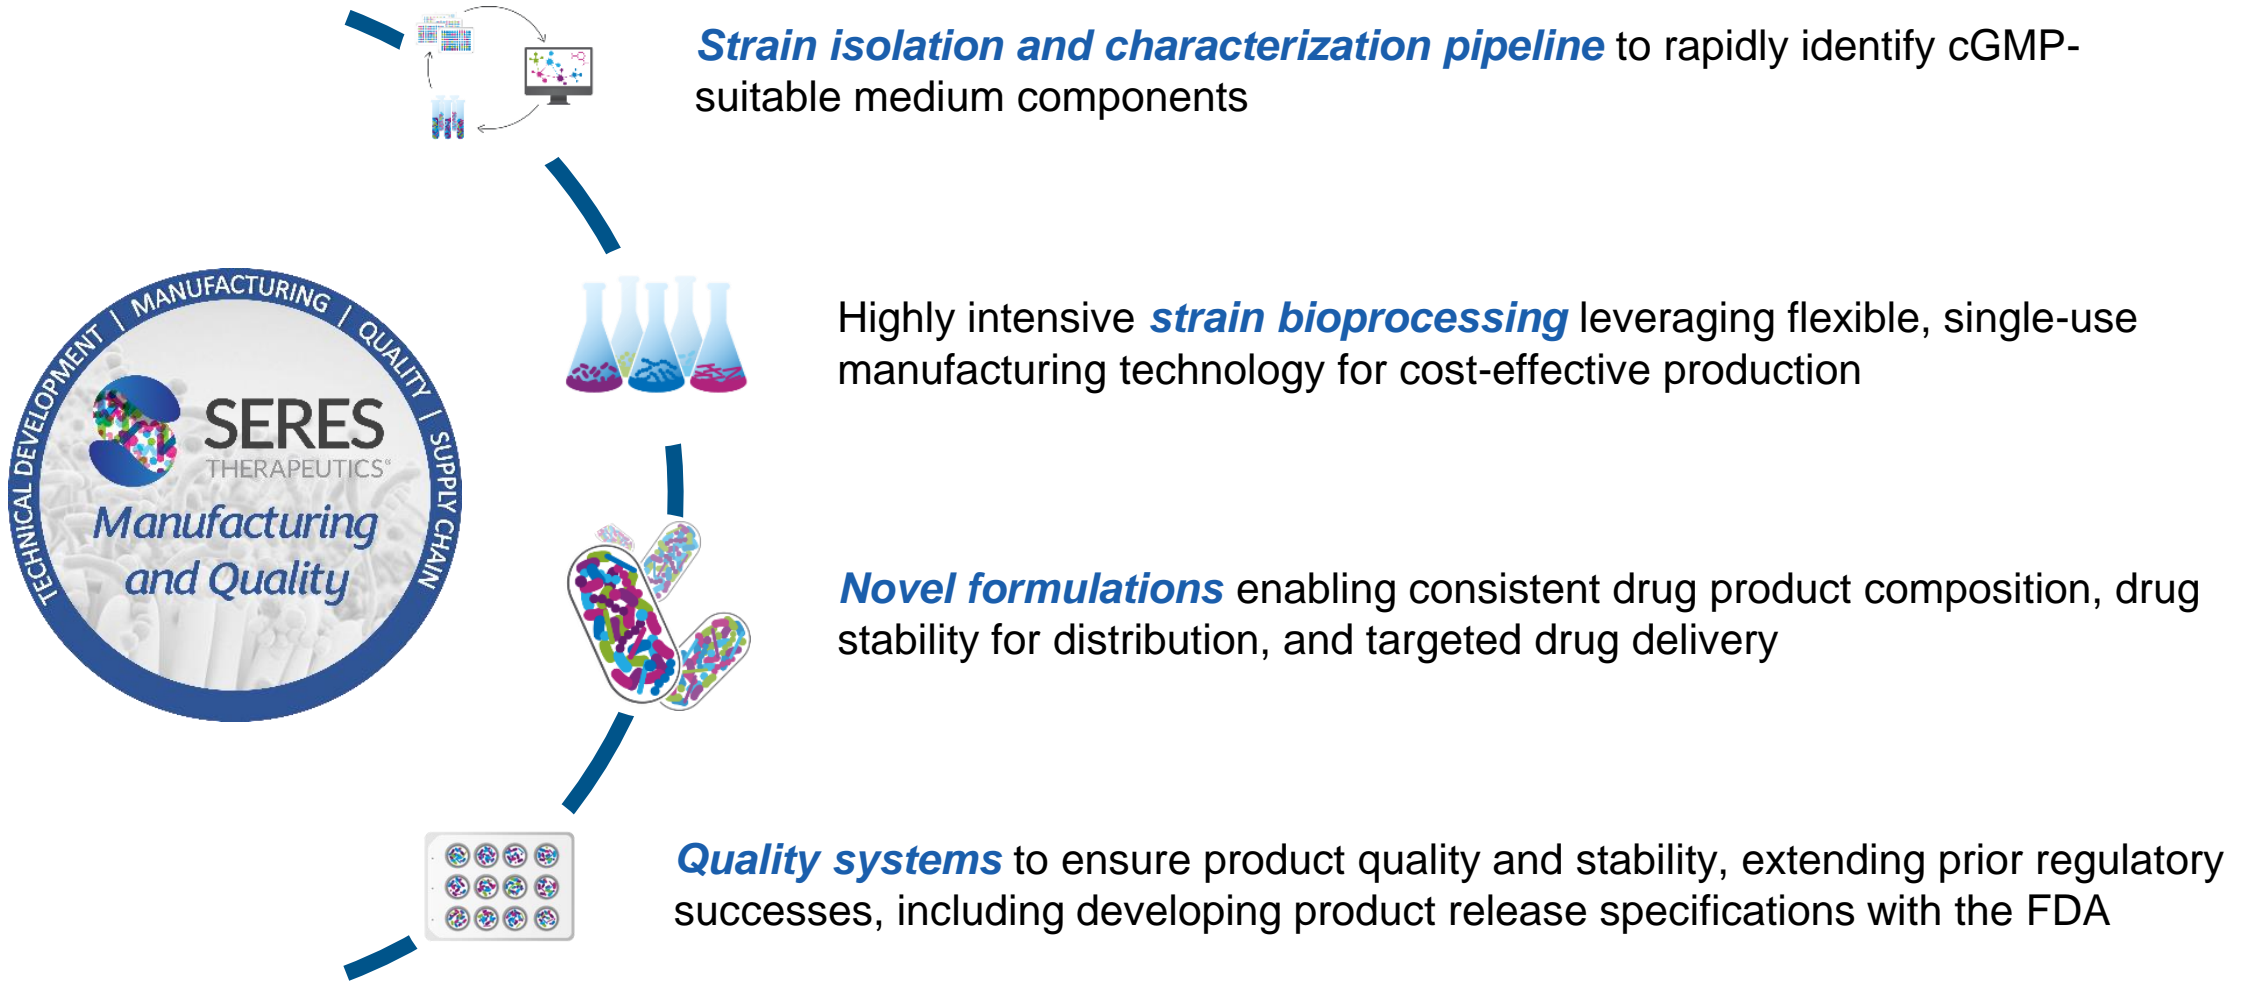 Strain isolation and characterization pipeline to rapidly identify cGMP-
suitable medium components
TECHNICAL DEVELOPMENT | MANUFACTURING | QUALITY | SUPPLY CHAIN
SERES
THERAPEUTICS
Manufacturing
and Quality
Highly intensive strain bioprocessing leveraging flexible, single-use
manufacturing technology for cost-effective production
Novel formulations enabling consistent drug product composition, drug
stability for distribution, and targeted drug delivery
Quality systems to ensure product quality and stability, extending prior regulatory
successes, including developing product release specifications with the FDA